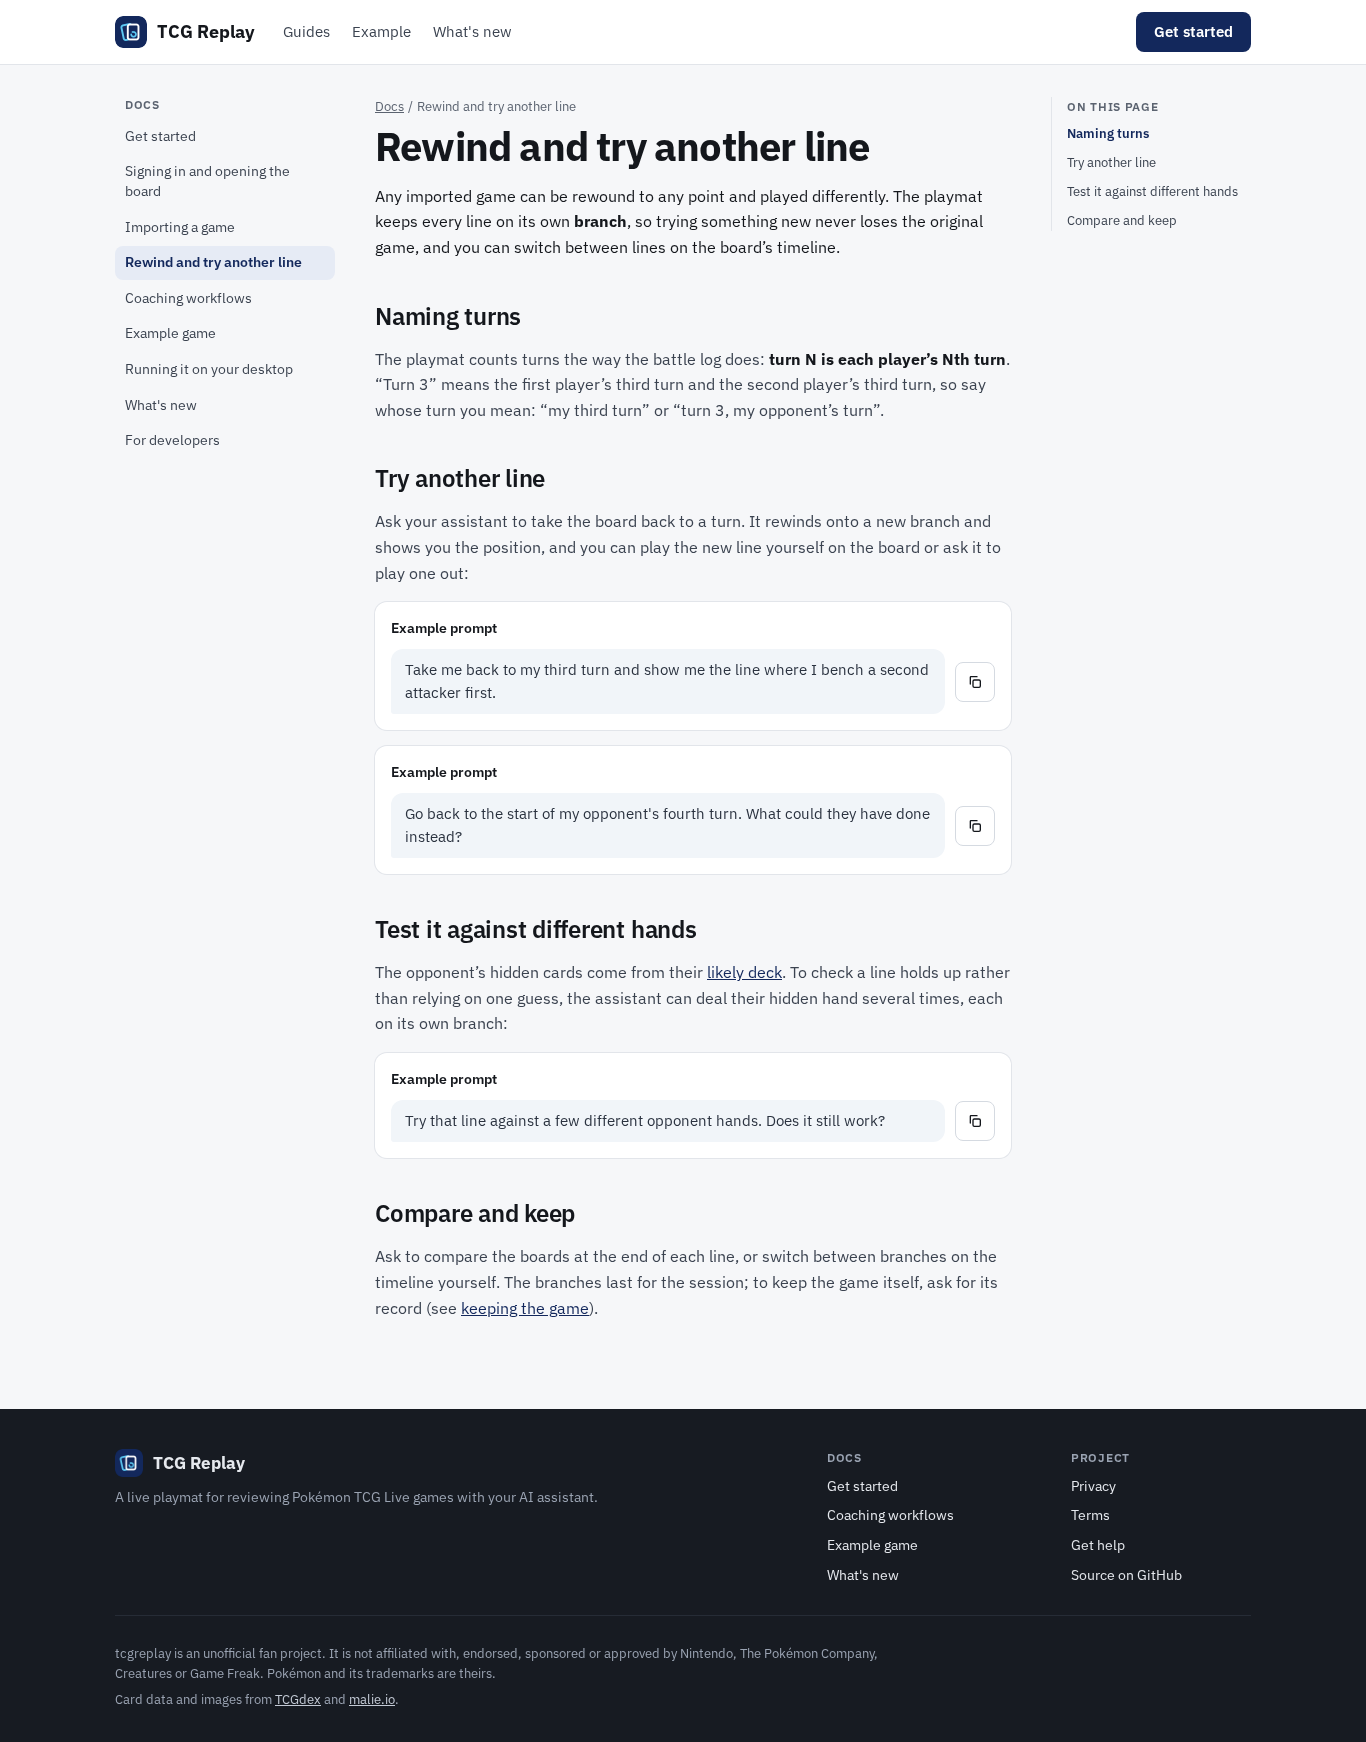 TCG Replay
Guides
Example
What's new
Get started
DOCS
Get started
Signing in and opening the
board
Importing a game
Rewind and try another line
Coaching workflows
Example game
Running it on your desktop
What's new
For developers
Docs / Rewind and try another line
Rewind and try another line
Any imported game can be rewound to any point and played differently. The playmat
keeps every line on its own branch, so trying something new never loses the original
game, and you can switch between lines on the board’s timeline.
Naming turns
The playmat counts turns the way the battle log does: turn N is each player’s Nth turn.
“Turn 3” means the first player’s third turn and the second player’s third turn, so say
whose turn you mean: “my third turn” or “turn 3, my opponent’s turn”.
Try another line
Ask your assistant to take the board back to a turn. It rewinds onto a new branch and
shows you the position, and you can play the new line yourself on the board or ask it to
play one out:
Example prompt
Take me back to my third turn and show me the line where I bench a second
attacker first.
Example prompt
Go back to the start of my opponent's fourth turn. What could they have done
instead?
Test it against different hands
The opponent’s hidden cards come from their likely deck. To check a line holds up rather
than relying on one guess, the assistant can deal their hidden hand several times, each
on its own branch:
Example prompt
Try that line against a few different opponent hands. Does it still work?
Compare and keep
Ask to compare the boards at the end of each line, or switch between branches on the
timeline yourself. The branches last for the session; to keep the game itself, ask for its
record (see keeping the game).
ON THIS PAGE
Naming turns
Try another line
Test it against different hands
Compare and keep
TCG Replay
A live playmat for reviewing Pokémon TCG Live games with your AI assistant.
DOCS
Get started
Coaching workflows
Example game
What's new
PROJECT
Privacy
Terms
Get help
Source on GitHub
tcgreplay is an unofficial fan project. It is not affiliated with, endorsed, sponsored or approved by Nintendo, The Pokémon Company,
Creatures or Game Freak. Pokémon and its trademarks are theirs.
Card data and images from TCGdex and malie.io.